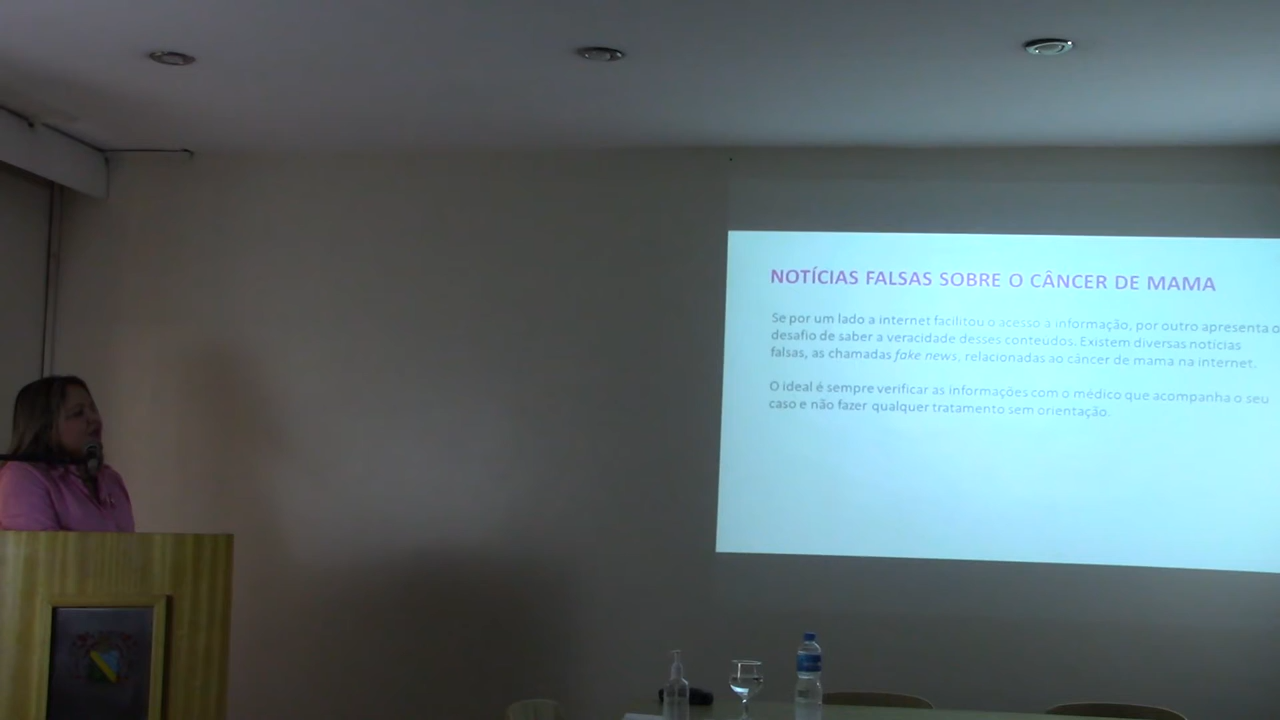 NOTÍCIAS FALSAS SOBRE O CÂNCER DE MAMA
Se por um lado a internet facilitou o acesso a informação, por outro apresenta o
desafio de saber a veracidade desses conteúdos. Existem diversas notícias
falsas, as chamadas fake news, relacionadas ao câncer de mama na internet.
O ideal é sempre verificar as informações com o médico que acompanha o seu
caso e não fazer qualquer tratamento sem orientação.